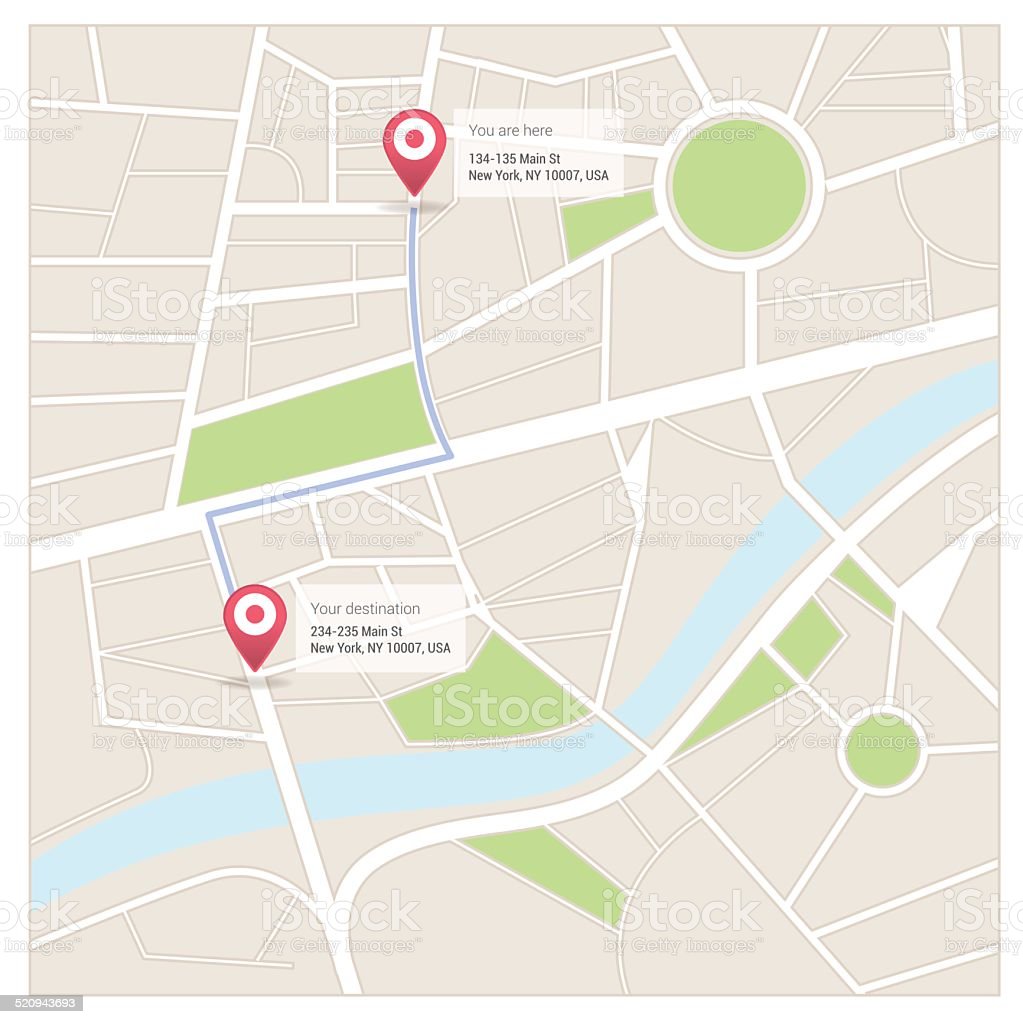 You are here
134-135 Main St
New York, NY 10007, USA
Your destination
234-235 Main St
New York, NY 10007, USA
iStock
by Getty Images™
520943693